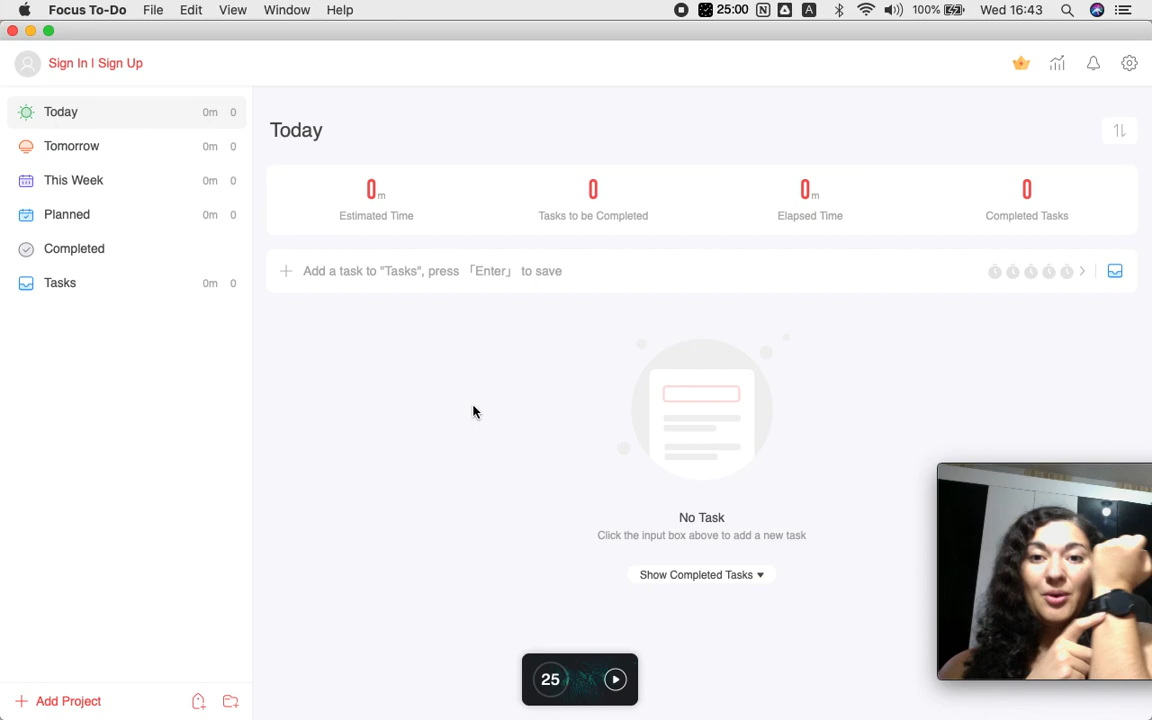 Focus To-Do File Edit View Window Help 25:00 A 100% Wed 16:43
Sign In | Sign Up
Today 0m 0
Tomorrow 0m 0
This Week 0m 0
Planned 0m 0
Completed
Tasks 0m 0
Add Project
Today
0m 0 0m 0
Estimated Time Tasks to be Completed Elapsed Time Completed Tasks
Add a task to "Tasks", press 「Enter」 to save
No Task
Click the input box above to add a new task
Show Completed Tasks
25